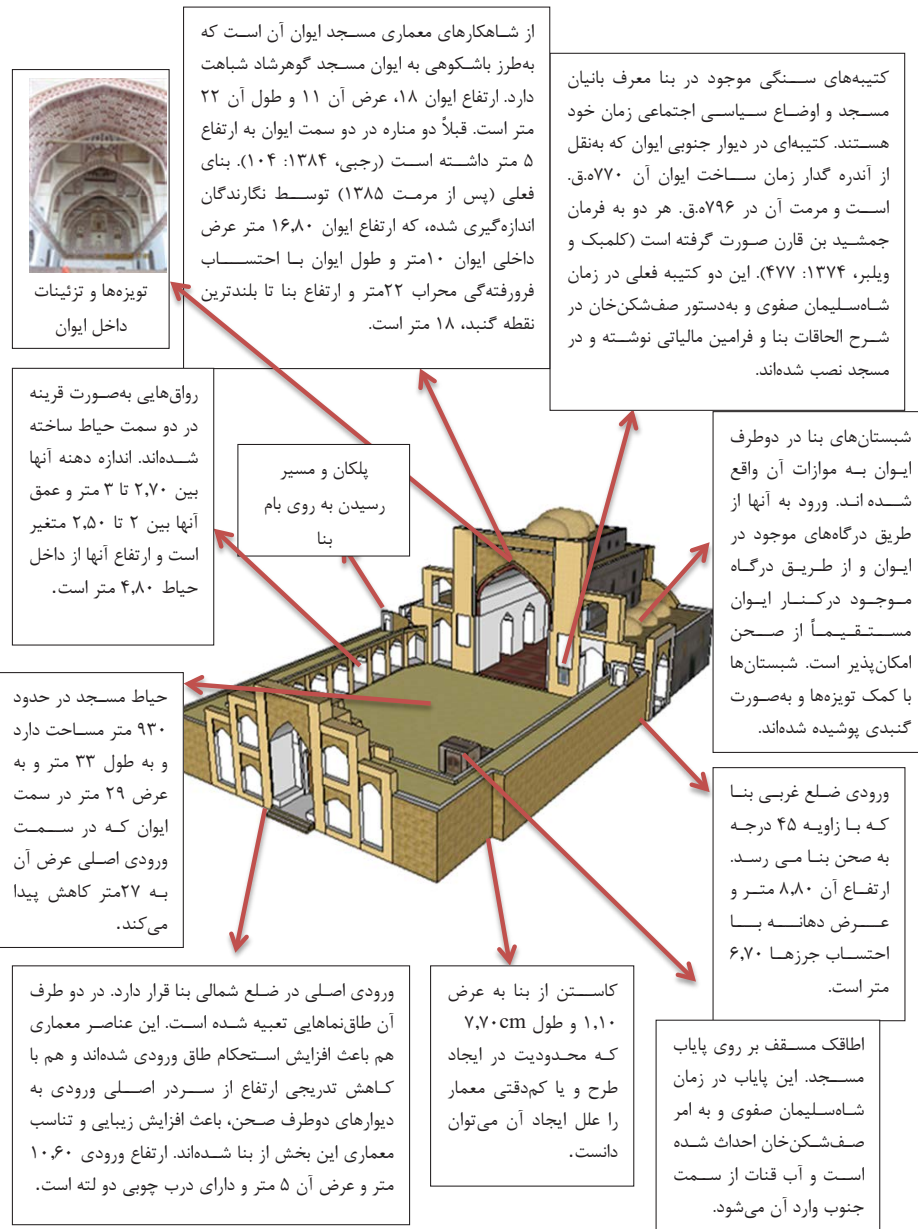 از شاهکارهای معماری مسجد ایوان آن است که
به‌طرز باشکوهی به ایوان مسجد گوهرشاد شباهت
دارد. ارتفاع ایوان ۱۸، عرض آن ۱۱ و طول آن ۲۲
متر است. قبلاً دو مناره در دو سمت ایوان به ارتفاع
۵ متر داشته است (رجبی، ۱۳۸۴: ۱۰۴). بنای
فعلی (پس از مرمت ۱۳۸۵) توسط نگارندگان
اندازه‌گیری شده، که ارتفاع ایوان ۱۶,۸۰ متر عرض
داخلی ایوان ۱۰متر و طول ایوان با احتساب
فرورفته‌گی محراب ۲۲متر و ارتفاع بنا تا بلندترین
نقطه گنبد، ۱۸ متر است.
کتیبه‌های سنگی موجود در بنا معرف بانیان
مسجد و اوضاع سیاسی اجتماعی زمان خود
هستند. کتیبه‌ای در دیوار جنوبی ایوان که به‌نقل
از آندره گدار زمان ساخت ایوان آن ۷۷۰ه.ق.
است و مرمت آن در ۷۹۶ه.ق. هر دو به فرمان
جمشید بن قارن صورت گرفته است (کلمبک و
ویلبر، ۱۳۷۴: ۴۷۷). این دو کتیبه فعلی در زمان
شاه‌سلیمان صفوی و به‌دستور صف‌شکن‌خان در
شرح الحاقات بنا و فرامین مالیاتی نوشته و در
مسجد نصب شده‌اند.
تویزه‌ها و تزئینات
داخل ایوان
رواق‌هایی به‌صورت قرینه
در دو سمت حیاط ساخته
شده‌اند. اندازه دهنه آنها
بین ۲,۷۰ تا ۳ متر و عمق
آنها بین ۲ تا ۲,۵۰ متغیر
است و ارتفاع آنها از داخل
حیاط ۴,۸۰ متر است.
پلکان و مسیر
رسیدن به روی بام
بنا
شبستان‌های بنا در دوطرف
ایوان به موازات آن واقع
شده اند. ورود به آنها از
طریق درگاه‌های موجود در
ایوان و از طریق درگاه
موجود درکنار ایوان
مستقیماً از صحن
امکان‌پذیر است. شبستان‌ها
با کمک تویزه‌ها و به‌صورت
گنبدی پوشیده شده‌اند.
حیاط مسجد در حدود
۹۳۰ متر مساحت دارد
و به طول ۳۳ متر و به
عرض ۲۹ متر در سمت
ایوان که در سمت
ورودی اصلی عرض آن
به ۲۷متر کاهش پیدا
می‌کند.
ورودی ضلع غربی بنا
که با زاویه ۴۵ درجه
به صحن بنا می رسد.
ارتفاع آن ۸,۸۰ متر و
عرض دهانه با
احتساب جرزها ۶,۷۰
متر است.
ورودی اصلی در ضلع شمالی بنا قرار دارد. در دو طرف
آن طاق‌نماهایی تعبیه شده است. این عناصر معماری
هم باعث افزایش استحکام طاق ورودی شده‌اند و هم با
کاهش تدریجی ارتفاع از سردر اصلی ورودی به
دیوارهای دوطرف صحن، باعث افزایش زیبایی و تناسب
معماری این بخش از بنا شده‌اند. ارتفاع ورودی ۱۰,۶۰
متر و عرض آن ۵ متر و دارای درب چوبی دو لته است.
کاستن از بنا به عرض
۱,۱۰ و طول ۷,۷۰cm
که محدودیت در ایجاد
طرح و یا کم‌دقتی معمار
را علل ایجاد آن می‌توان
دانست.
اطاقک مسقف بر روی پایاب
مسجد. این پایاب در زمان
شاه‌سلیمان صفوی و به امر
صف‌شکن‌خان احداث شده
است و آب قنات از سمت
جنوب وارد آن می‌شود.